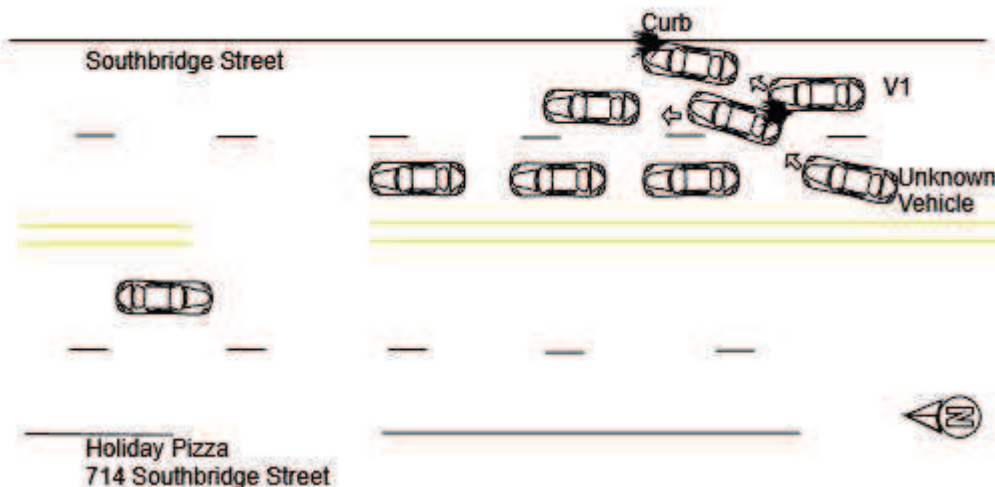 Curb
Southbridge Street
V1
Unknown
Vehicle
N
Holiday Pizza
714 Southbridge Street